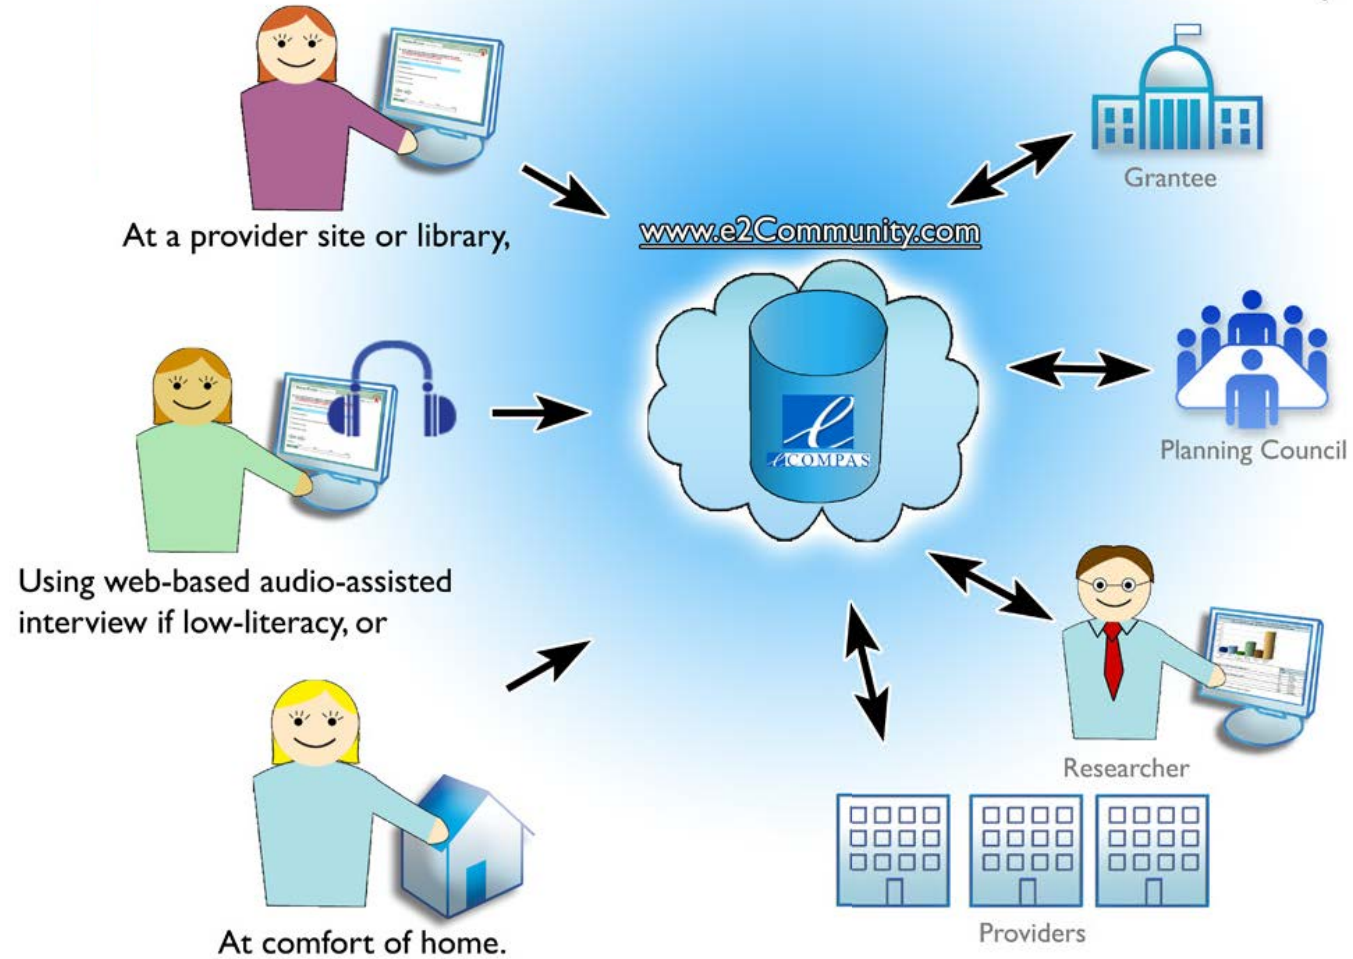 At a provider site or library,
www.e2Community.com
Grantee
Using web-based audio-assisted
interview if low-literacy, or
e
eCOMPAS
Planning Council
Researcher
At comfort of home.
Providers